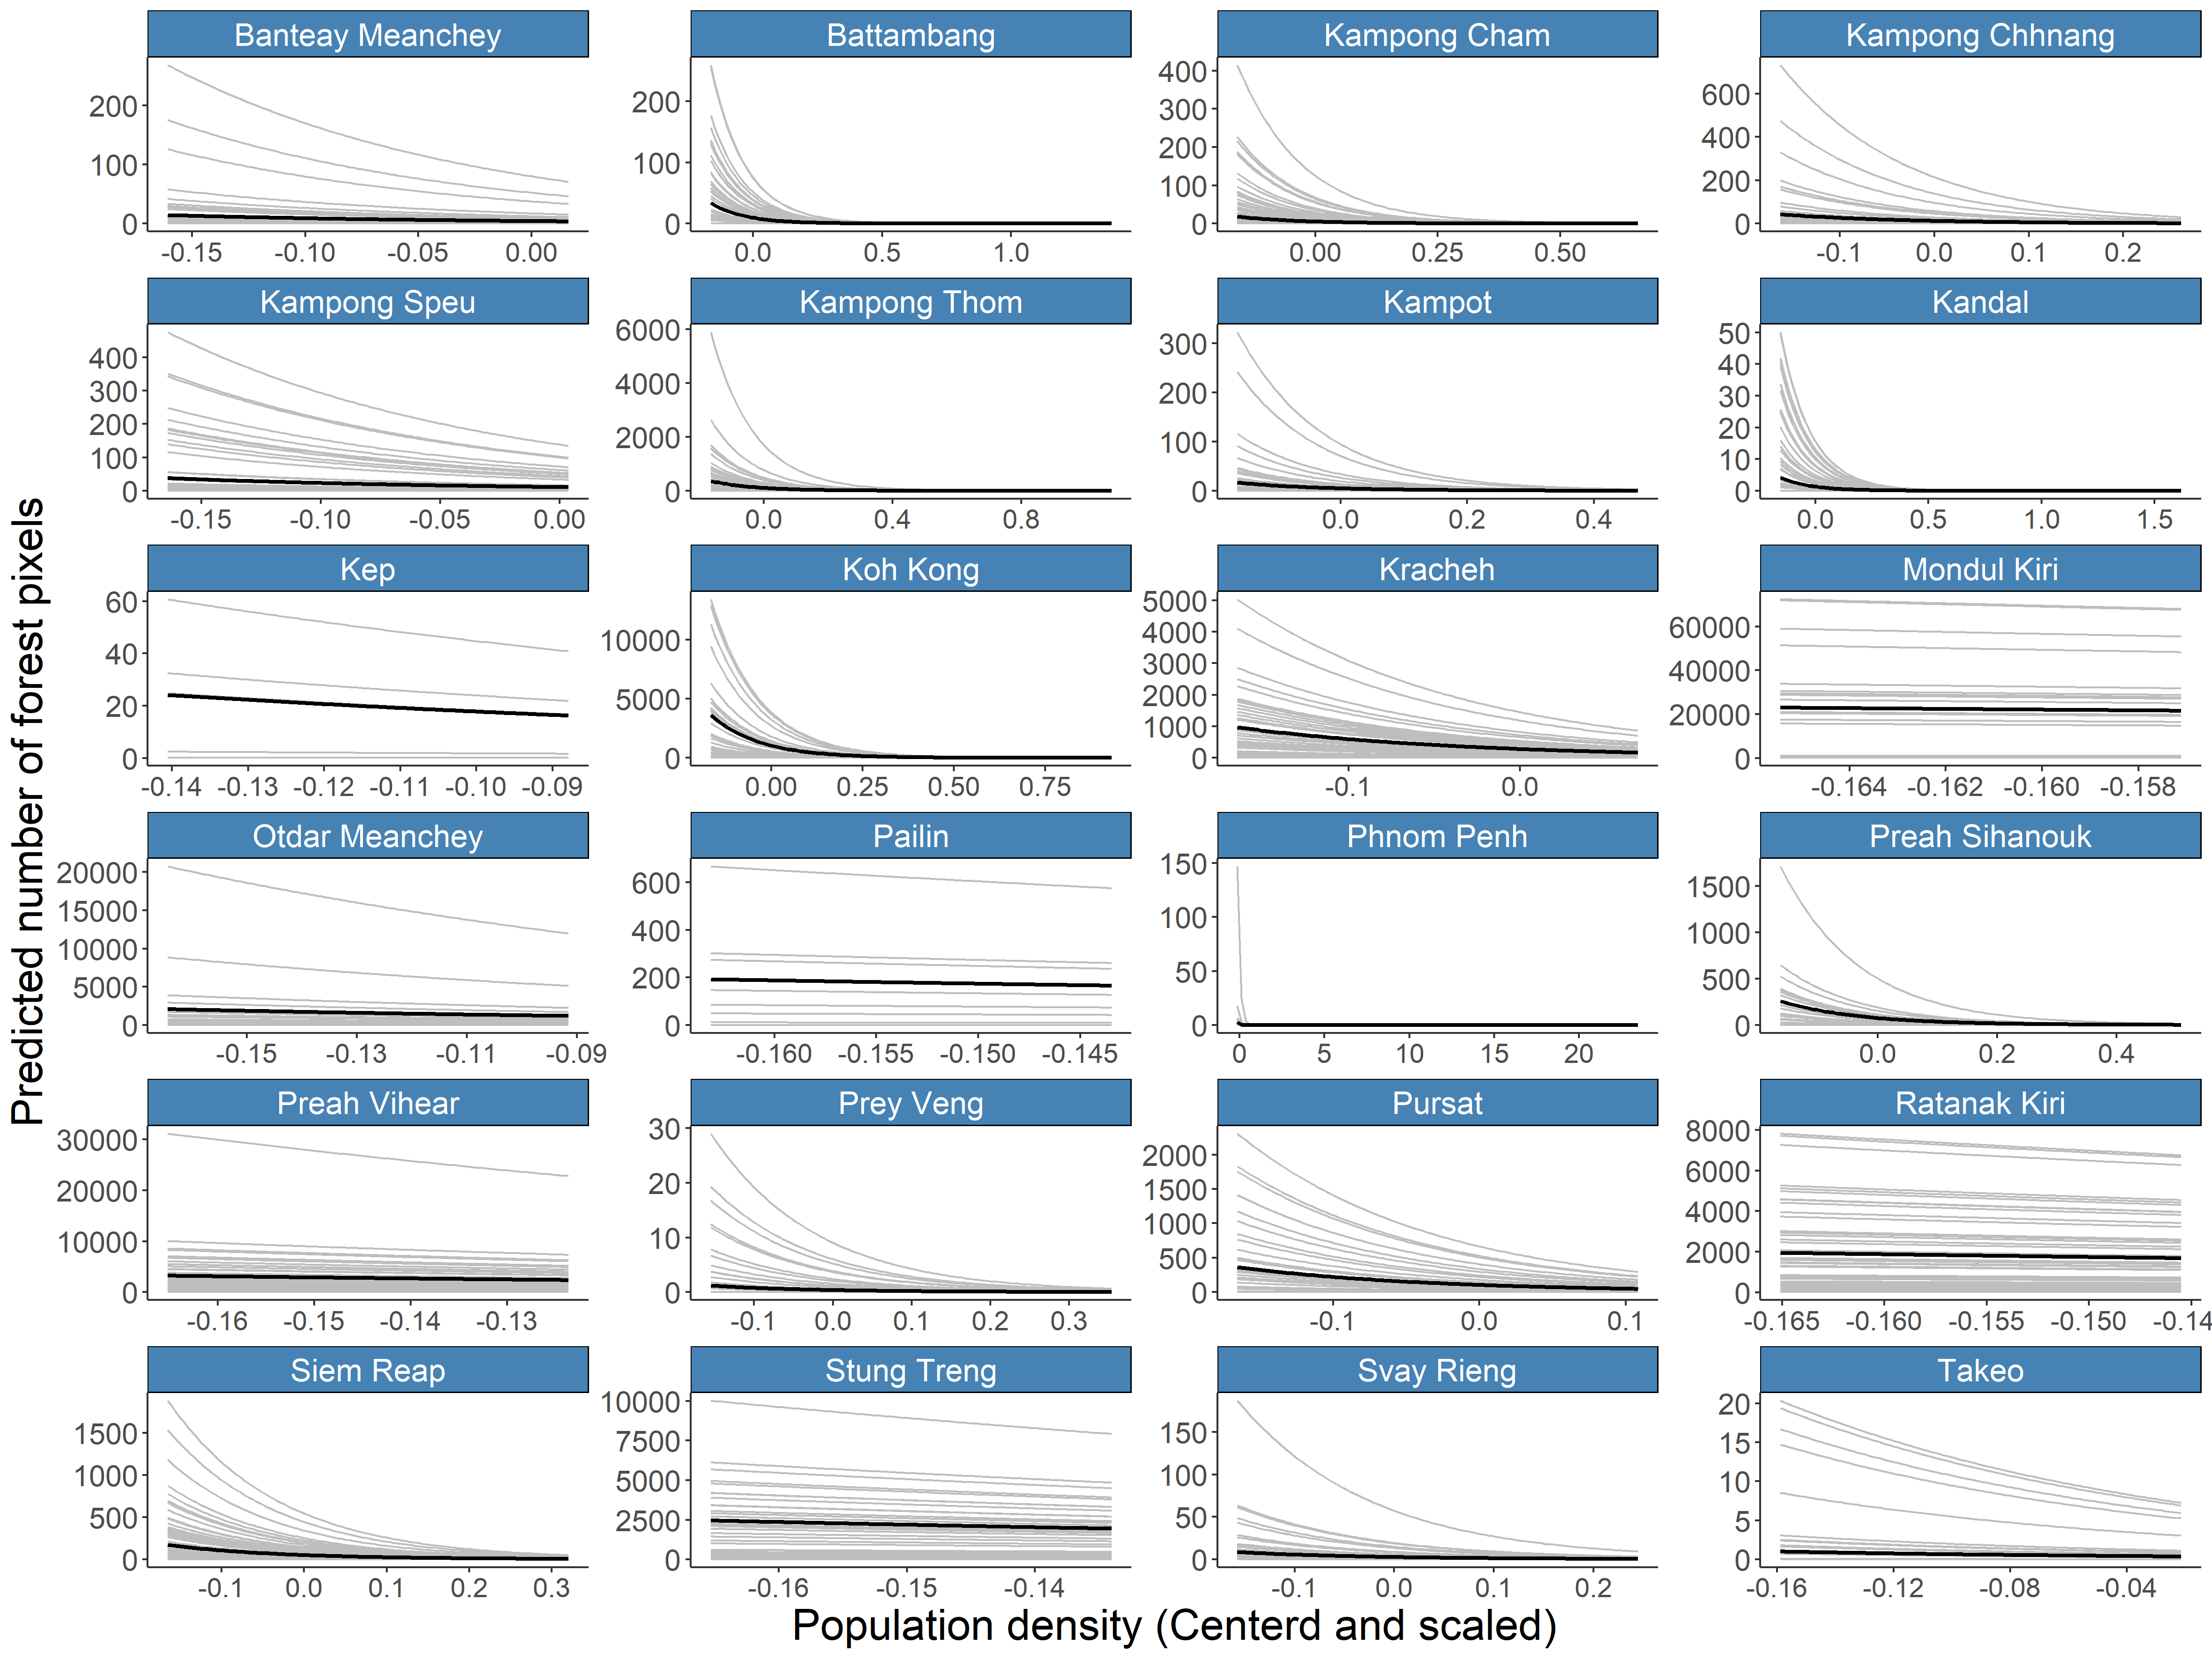 Banteay Meanchey
Battambang
Kampong Cham
Kampong Chhnang
200
100
0
-0.15 -0.10 -0.05 0.00
200
100
0
0.0 0.5 1.0
400
300
200
100
0
0.00 0.25 0.50
600
400
200
0
-0.1 0.0 0.1 0.2
Kampong Speu
Kampong Thom
Kampot
Kandal
400
300
200
100
0
-0.15 -0.10 -0.05 0.00
6000
4000
2000
0
0.0 0.4 0.8
300
200
100
0
0.0 0.2 0.4
50
40
30
20
10
0
0.0 0.5 1.0 1.5
Kep
Koh Kong
Kracheh
Mondul Kiri
60
40
20
0
-0.14 -0.13 -0.12 -0.11 -0.10 -0.09
10000
5000
0
0.00 0.25 0.50 0.75
5000
4000
3000
2000
1000
0
-0.1 0.0
60000
40000
20000
0
-0.164 -0.162 -0.160 -0.158
Otdar Meanchey
Pailin
Phnom Penh
Preah Sihanouk
20000
15000
10000
5000
0
-0.15 -0.13 -0.11 -0.09
600
400
200
0
-0.160 -0.155 -0.150 -0.145
150
100
50
0
0 5 10 15 20
1500
1000
500
0
0.0 0.2 0.4
Preah Vihear
Prey Veng
Pursat
Ratanak Kiri
30000
20000
10000
0
-0.16 -0.15 -0.14 -0.13
30
20
10
0
-0.1 0.0 0.1 0.2 0.3
2000
1500
1000
500
0
-0.1 0.0 0.1
8000
6000
4000
2000
0
-0.165 -0.160 -0.155 -0.150 -0.14
Siem Reap
Stung Treng
Svay Rieng
Takeo
1500
1000
500
0
-0.1 0.0 0.1 0.2 0.3
10000
7500
5000
2500
0
-0.16 -0.15 -0.14
150
100
50
0
-0.1 0.0 0.1 0.2
20
15
10
5
0
-0.16 -0.12 -0.08 -0.04
Predicted number of forest pixels
Population density (Centerd and scaled)